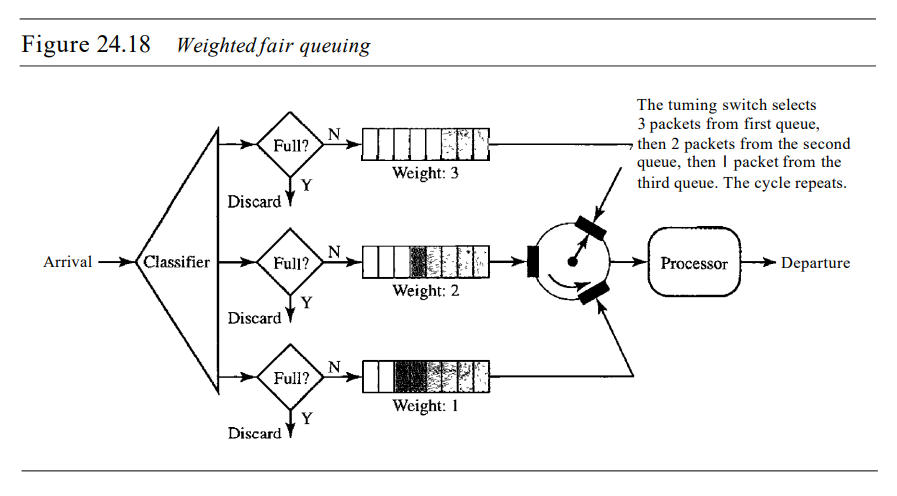 Figure 24.18 Weighted fair queuing
The tuming switch selects
3 packets from first queue,
then 2 packets from the second
queue, then 1 packet from the
third queue. The cycle repeats.
Full?
N
Y
Discard
Weight: 3
Arrival
Classifier
Full?
N
Y
Discard
Weight: 2
Processor
Departure
Full?
N
Y
Discard
Weight: 1